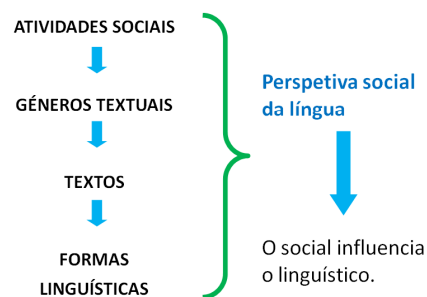 ATIVIDADES SOCIAIS
GÉNEROS TEXTUAIS
TEXTOS
FORMAS
LINGUÍSTICAS
Perspetiva social
da língua
O social influencia
o linguístico.